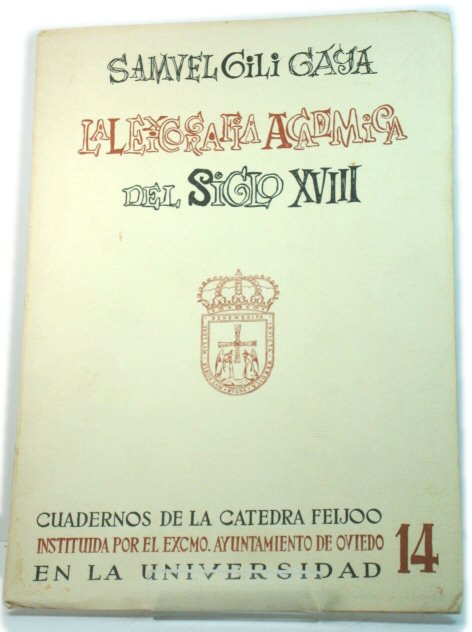 SAMVEL GILI GAYA
LA LEXICOGRAFIA ACADEMICA
DEL SIGLO XVIII
CUADERNOS DE LA CATEDRA FEIJOO
INSTITUIDA POR EL EXCMO. AYUNTAMIENTO DE OVIEDO
EN LA UNIVERSIDAD
14